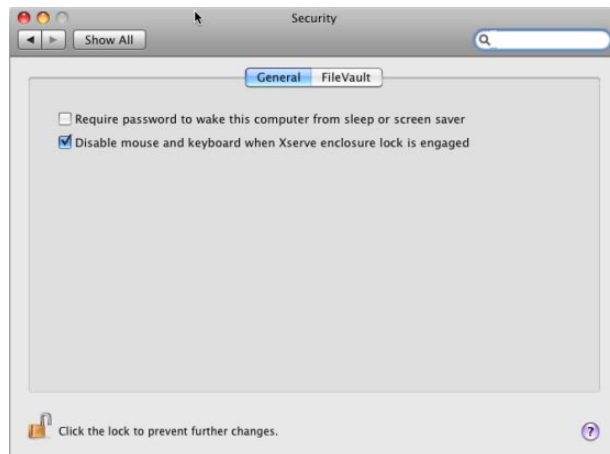 Security
Show All
General FileVault
Require password to wake this computer from sleep or screen saver
Disable mouse and keyboard when Xserve enclosure lock is engaged
Click the lock to prevent further changes.
?